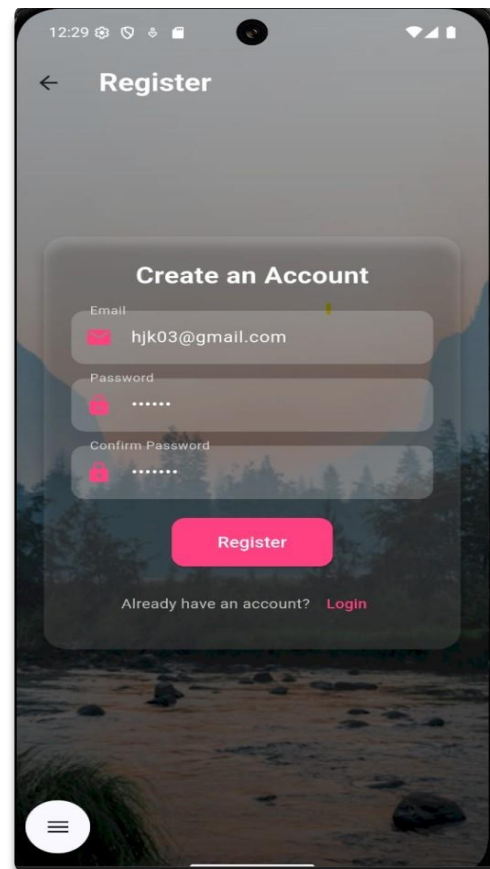 12:29
Register
Create an Account
Email
hjk03@gmail.com
Password
••••••
Confirm Password
•••••••
Register
Already have an account? Login